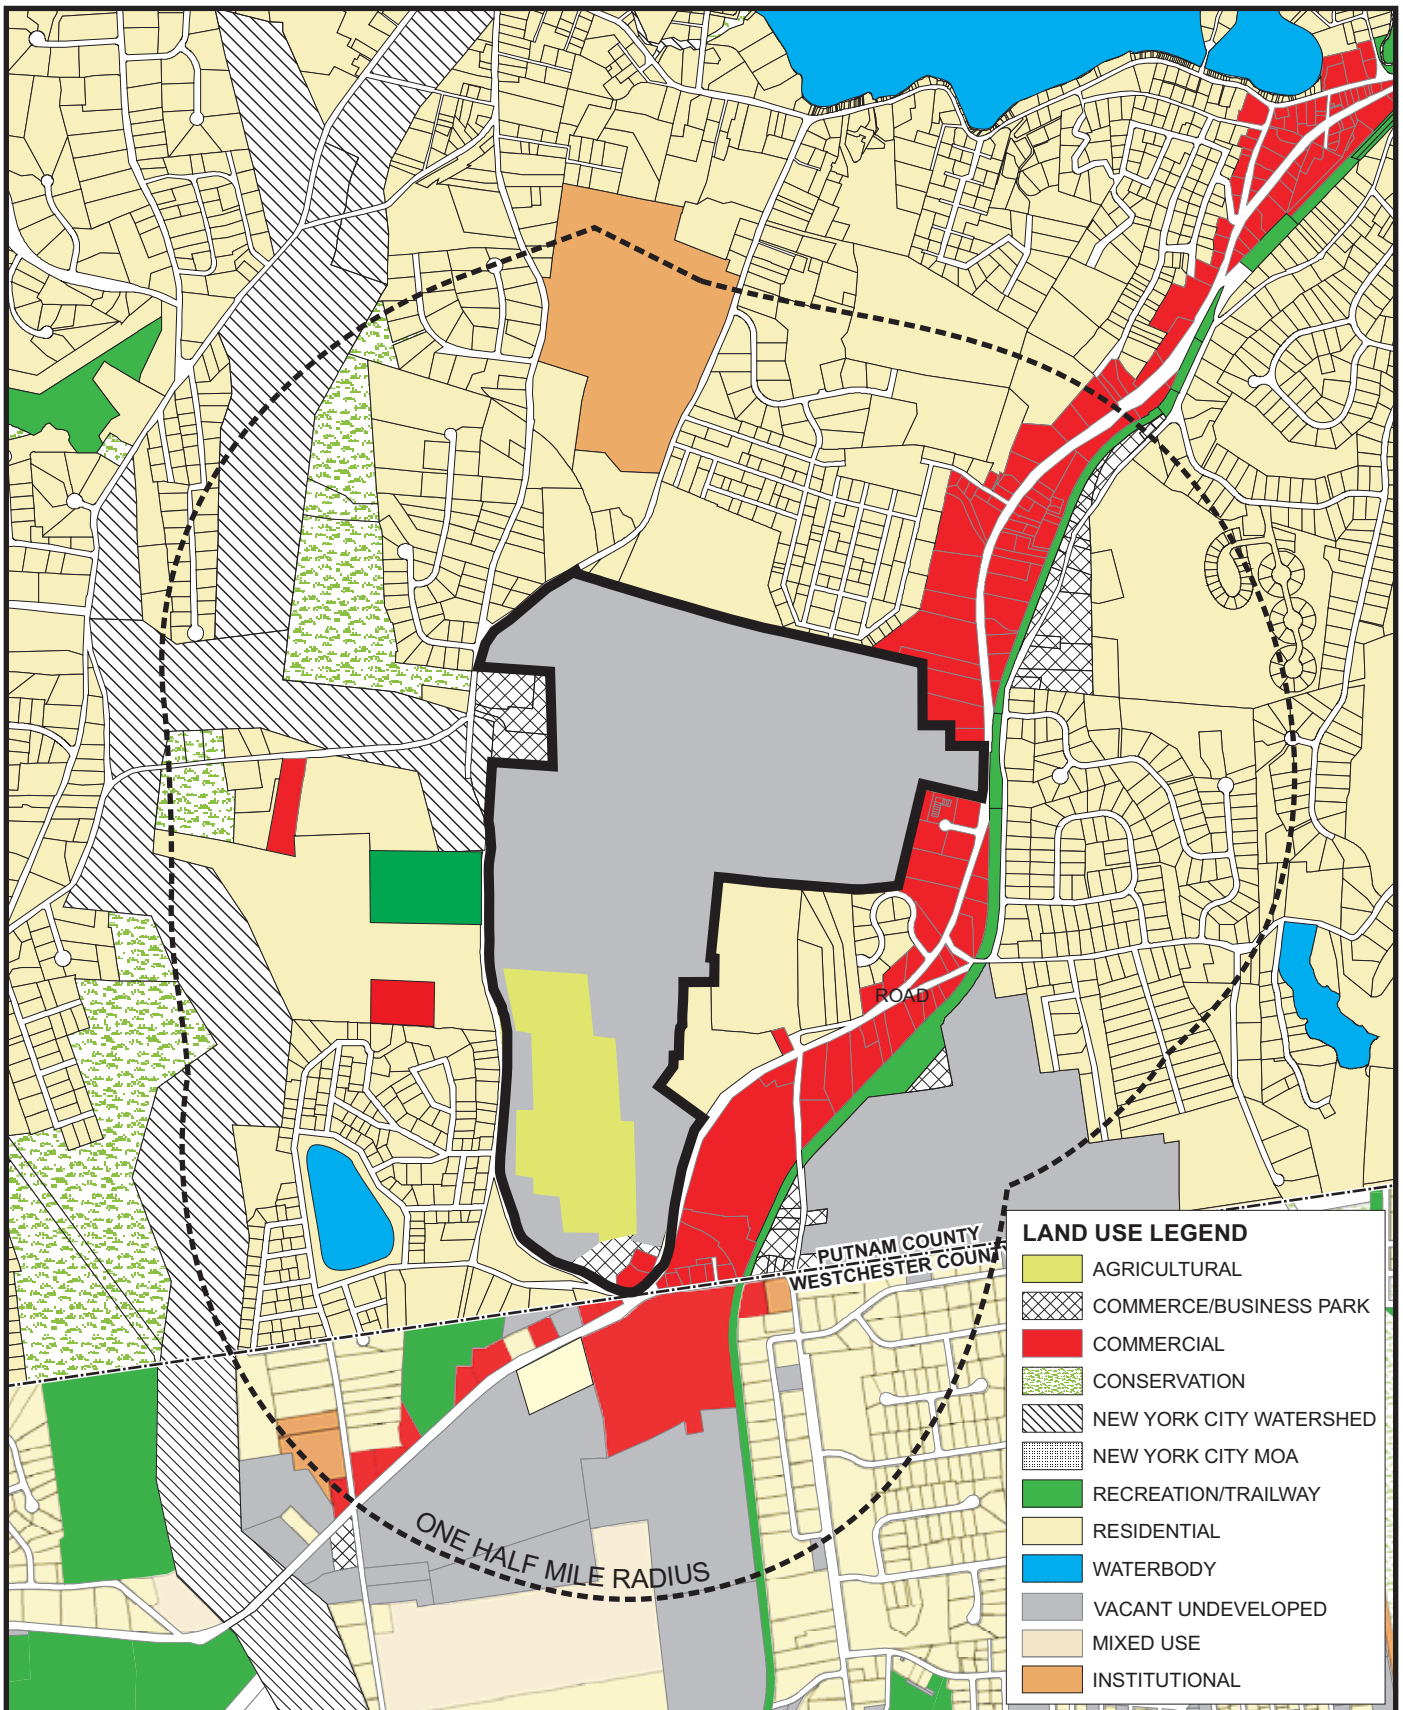 ROAD
PUTNAM COUNTY
WESTCHESTER COUNTY
ONE HALF MILE RADIUS
LAND USE LEGEND
AGRICULTURAL
COMMERCE/BUSINESS PARK
COMMERCIAL
CONSERVATION
NEW YORK CITY WATERSHED
NEW YORK CITY MOA
RECREATION/TRAILWAY
RESIDENTIAL
WATERBODY
VACANT UNDEVELOPED
MIXED USE
INSTITUTIONAL